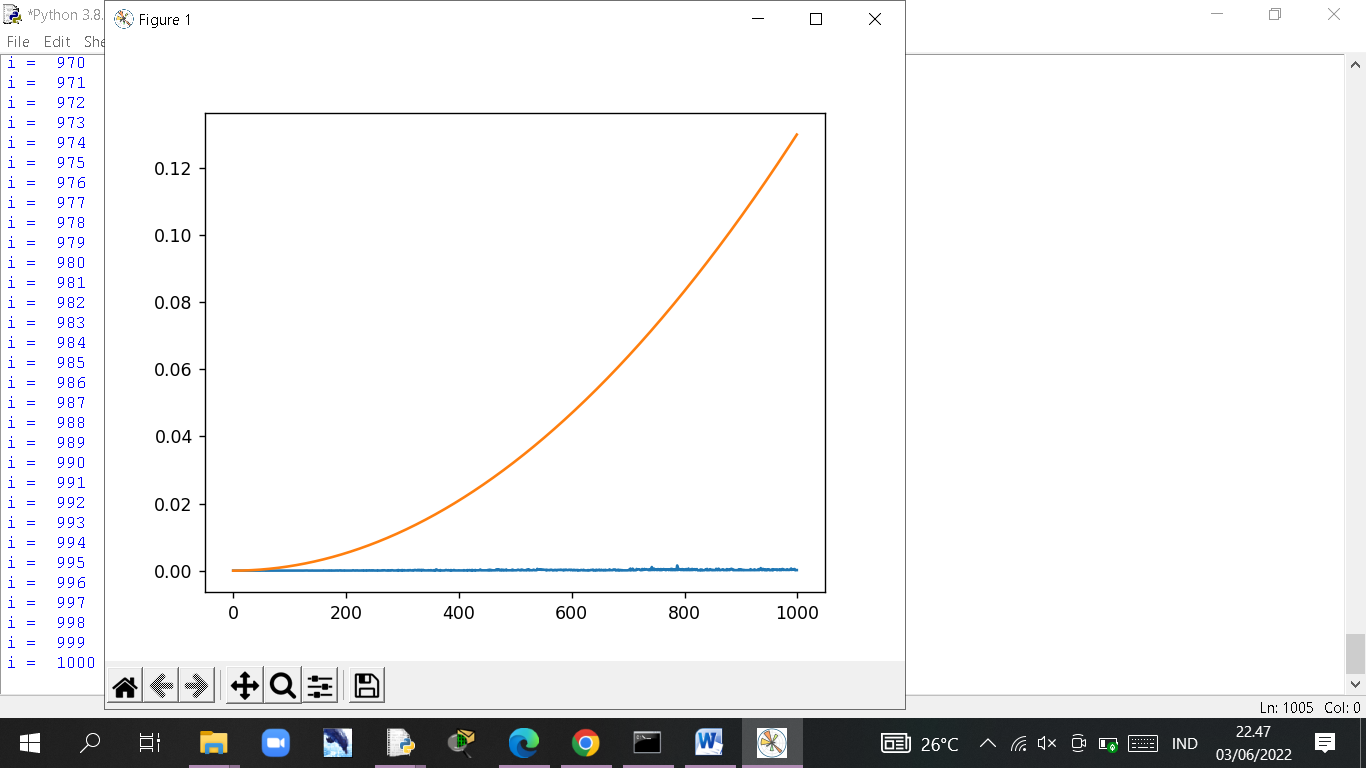 *Python 3.8.
Figure 1
File Edit She
i = 970
i = 971
i = 972
i = 973
i = 974
i = 975
i = 976
i = 977
i = 978
i = 979
i = 980
i = 981
i = 982
i = 983
i = 984
i = 985
i = 986
i = 987
i = 988
i = 989
i = 990
i = 991
i = 992
i = 993
i = 994
i = 995
i = 996
i = 997
i = 998
i = 999
i = 1000
0.12
0.10
0.08
0.06
0.04
0.02
0.00
0 200 400 600 800 1000
Ln: 1005 Col: 0
26°C
IND
22.47
03/06/2022